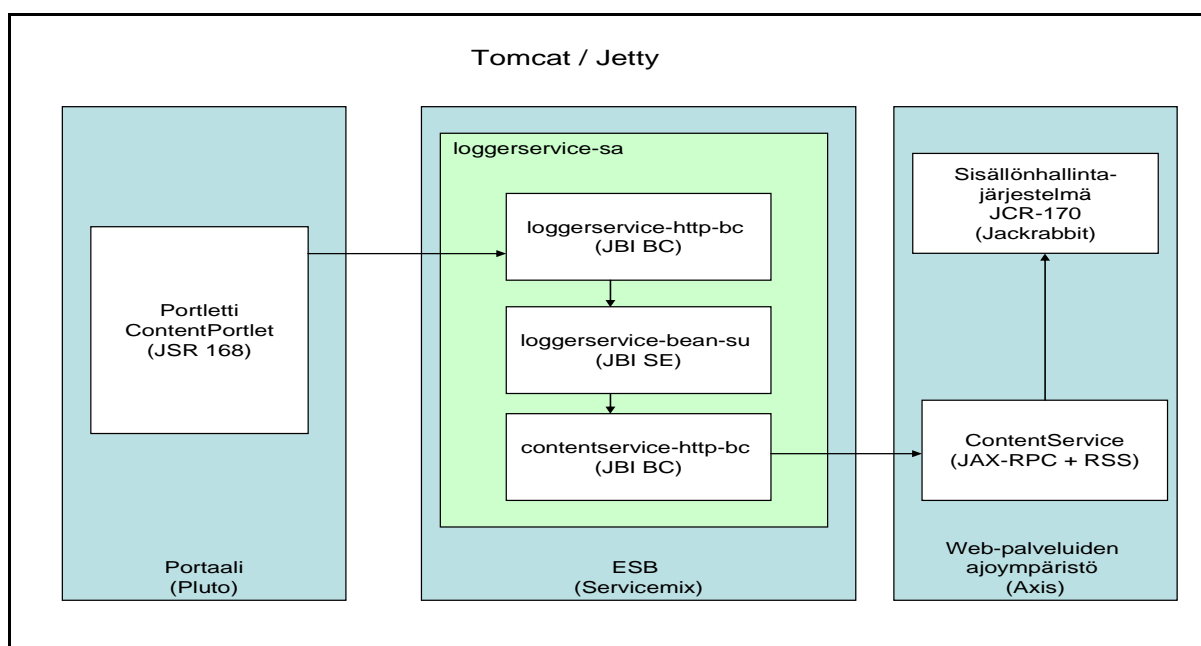 Tomcat / Jetty
Portletti
ContentPortlet
(JSR 168)
Portaali
(Pluto)
loggerservice-sa
loggerservice-http-bc
(JBI BC)
loggerservice-bean-su
(JBI SE)
contentservice-http-bc
(JBI BC)
ESB
(Servicemix)
Sisällönhallinta-
järjestelmä
JCR-170
(Jackrabbit)
ContentService
(JAX-RPC + RSS)
Web-palveluiden
ajoympäristö
(Axis)